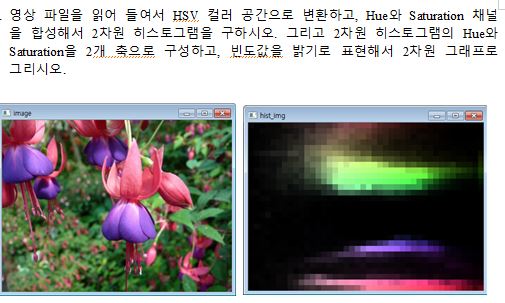 . 영상 파일을 읽어 들여서 HSV 컬러 공간으로 변환하고, Hue와 Saturation 채널
을 합성해서 2차원 히스토그램을 구하시오. 그리고 2차원 히스토그램의 Hue와
Saturation을 2개 축으로 구성하고, 빈도값을 밝기로 표현해서 2차원 그래프로
그리시오.
image
hist_img